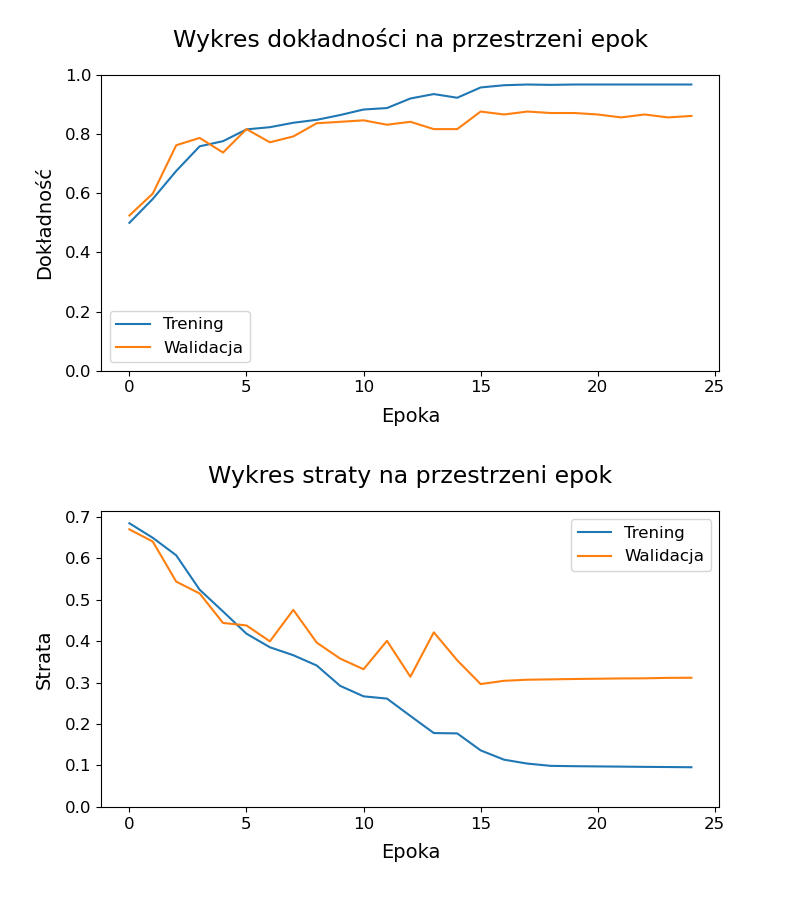 Wykres dokładności na przestrzeni epok
1.0
0.8
0.6
0.4
0.2
0.0
Dokładność
Trening
Walidacja
0 5 10 15 20 25
Epoka
Wykres straty na przestrzeni epok
0.7
0.6
0.5
0.4
0.3
0.2
0.1
0.0
Strata
Trening
Walidacja
0 5 10 15 20 25
Epoka